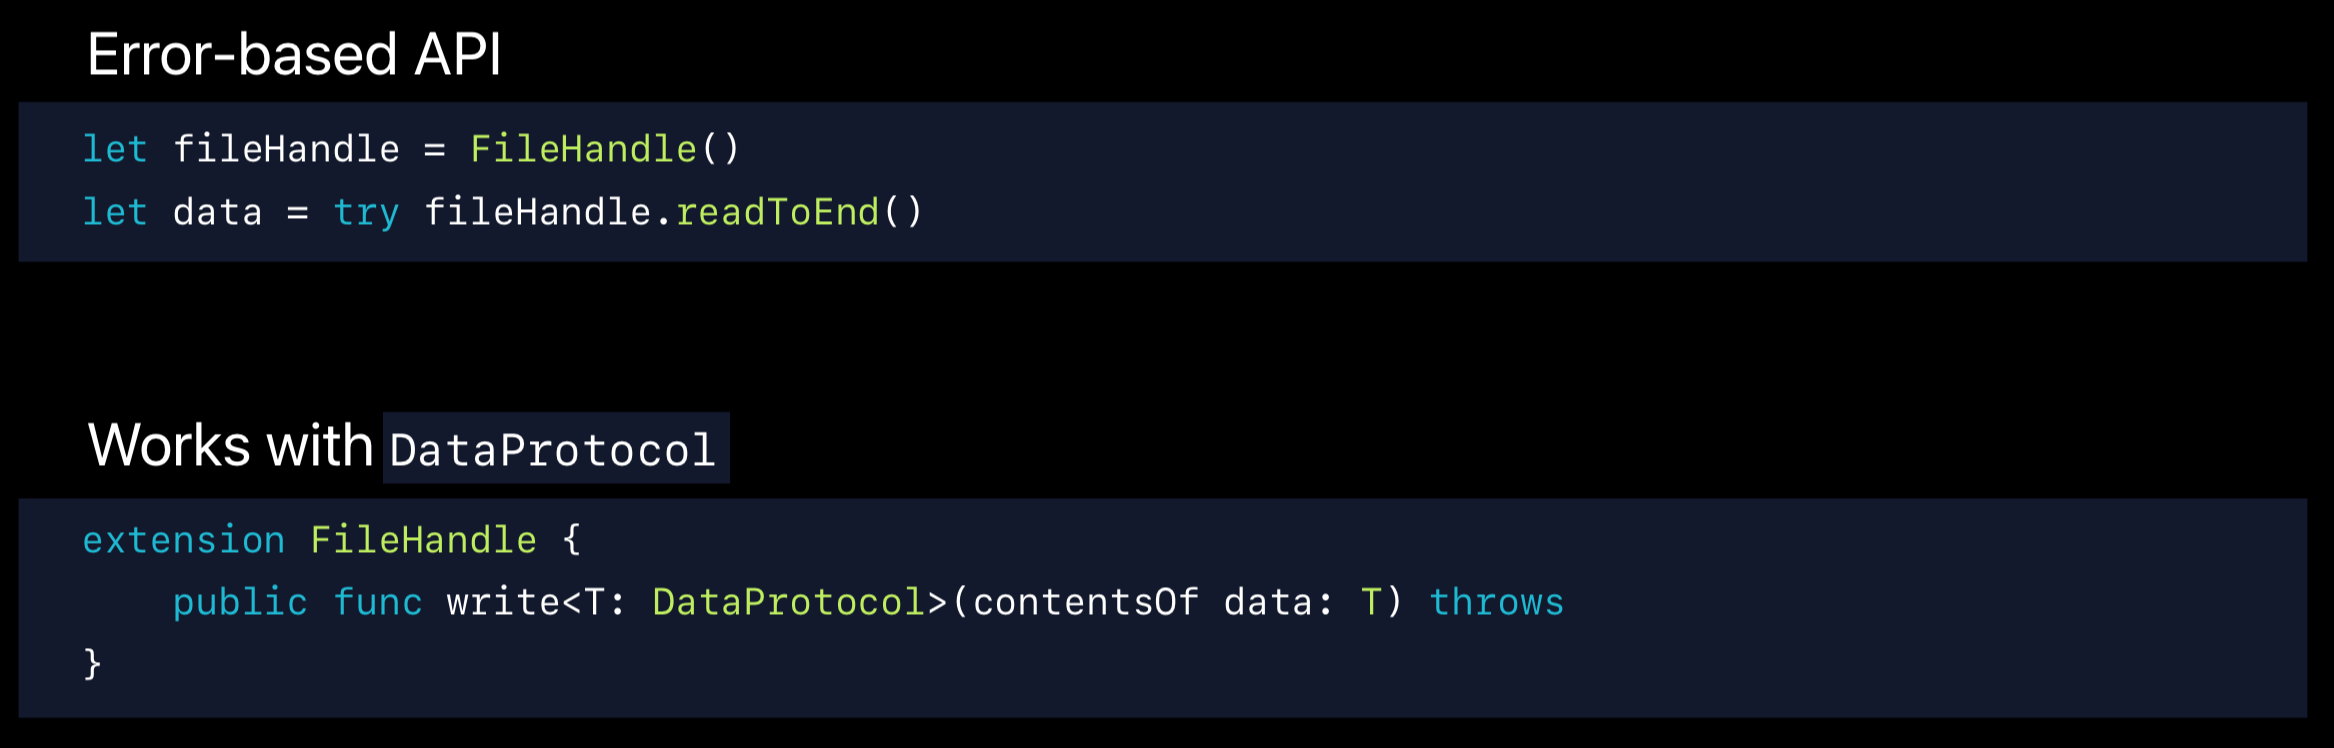 Error-based API
let fileHandle = FileHandle()
let data = try fileHandle.readToEnd()
Works with DataProtocol
extension FileHandle {
    public func write<T: DataProtocol>(contentsOf data: T) throws
}